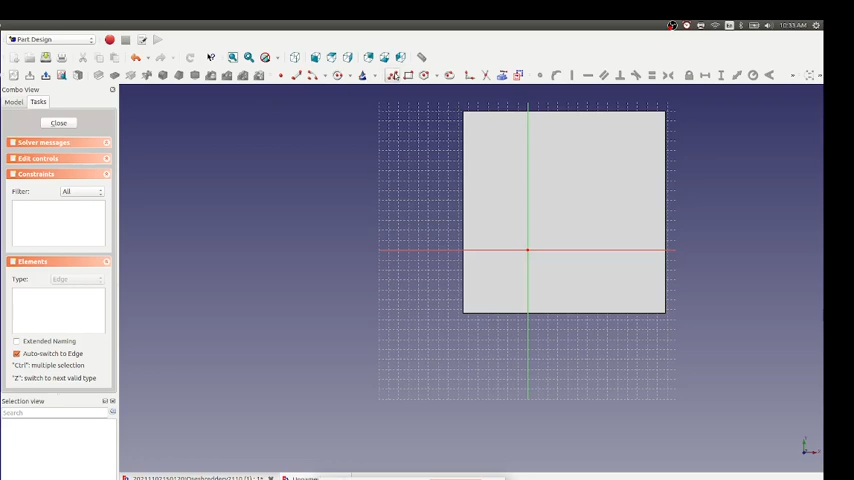 10:33 AM
Part Design
Combo View
Model Tasks
Close
Solver messages
Edit controls
Constraints
Filter: All
Elements
Type: Edge
Extended Naming
Auto-switch to Edge
"Ctrl": multiple selection
"Z": switch to next valid type
Selection view
Search